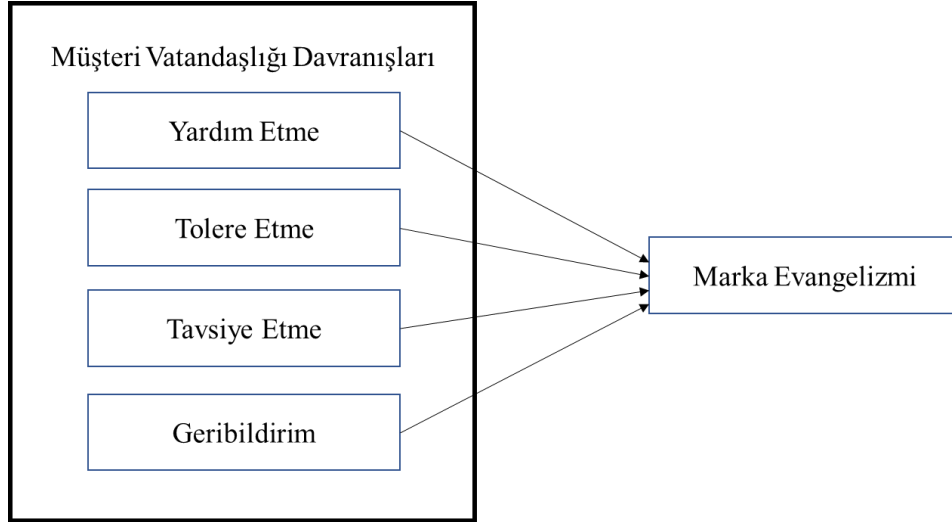 Müşteri Vatandaşlığı Davranışları
Yardım Etme
Tolere Etme
Tavsiye Etme
Geribildirim
Marka Evangelizmi